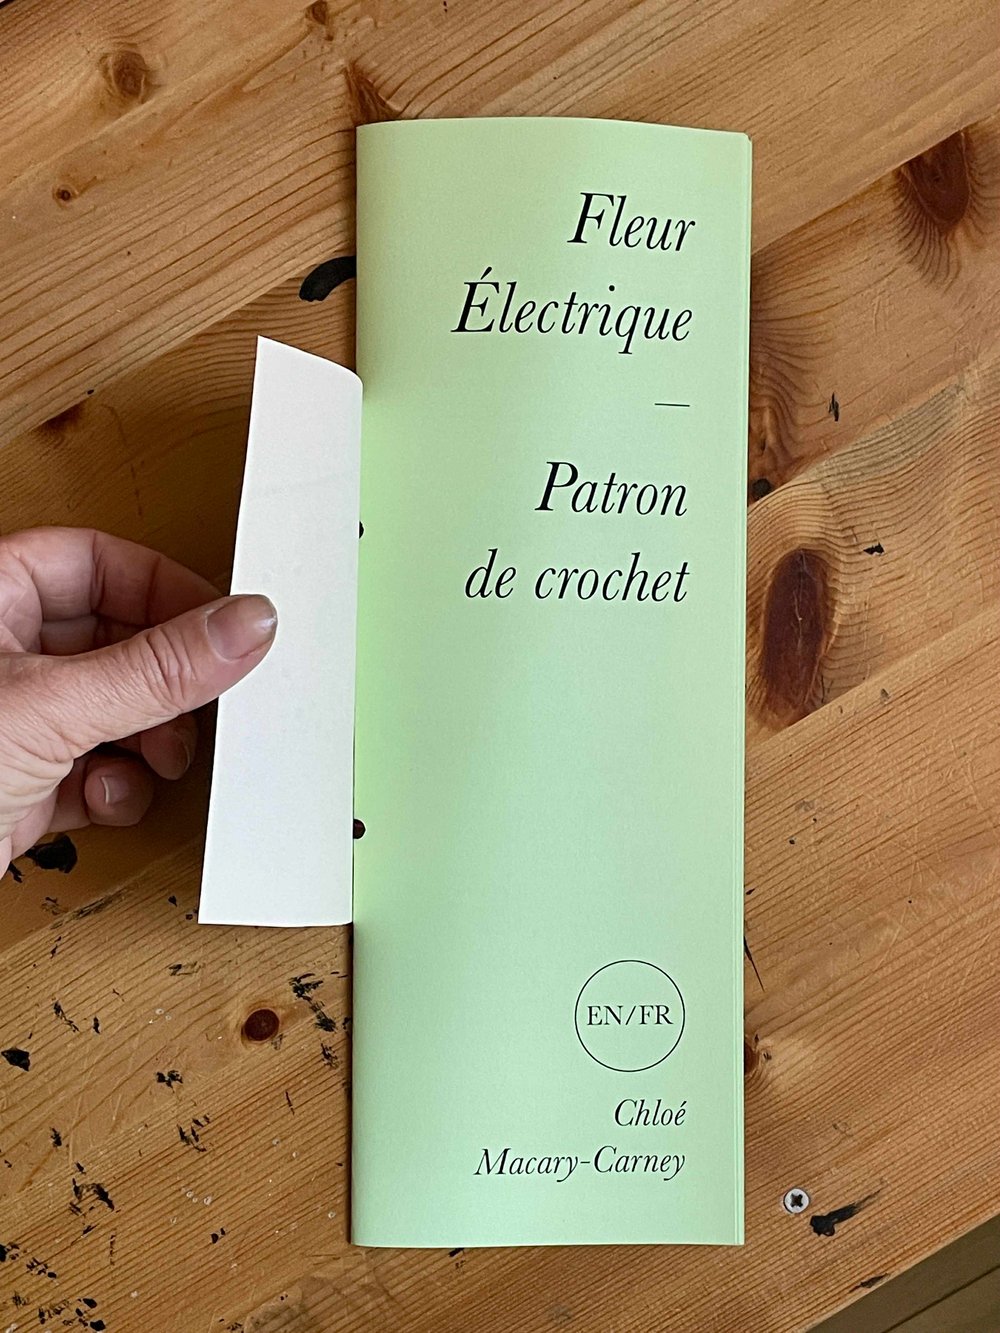 Fleur
Électrique
—
Patron
de crochet
EN/FR
Chloé
Macary-Carney